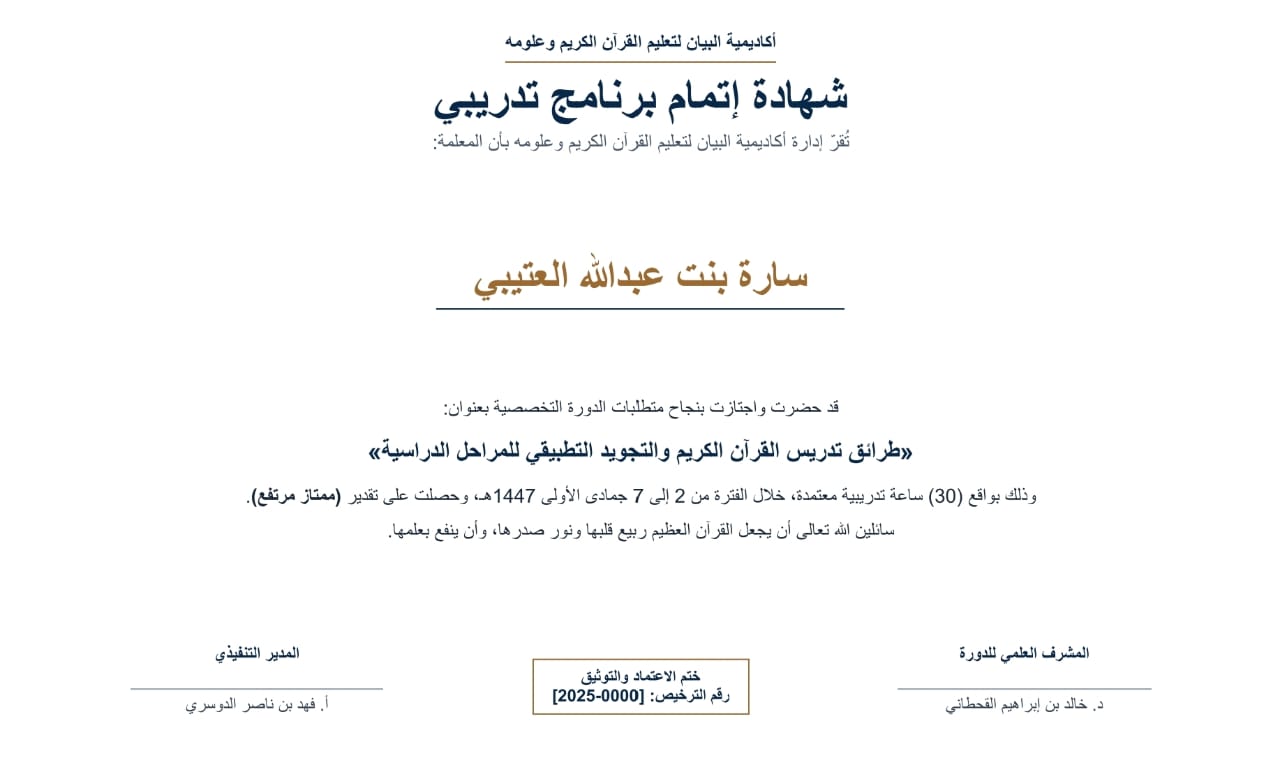 أكاديمية البيان لتعليم القرآن الكريم وعلومه
شهادة إتمام برنامج تدريبي
تُقرّ إدارة أكاديمية البيان لتعليم القرآن الكريم وعلومه بأن المعلمة:
سارة بنت عبدالله العتيبي
قد حضرت واجتازت بنجاح متطلبات الدورة التخصصية بعنوان:
«طرائق تدريس القرآن الكريم والتجويد التطبيقي للمراحل الدراسية»
وذلك بواقع (30) ساعة تدريبية معتمدة، خلال الفترة من 2 إلى 7 جمادى الأولى 1447هـ، وحصلت على تقدير (ممتاز مرتفع).
سائلين الله تعالى أن يجعل القرآن العظيم ربيع قلبها ونور صدرها، وأن ينفع بعلمها.
المشرف العلمي للدورة
د. خالد بن إبراهيم القحطاني
ختم الاعتماد والتوثيق
رقم الترخيص: [2025-0000]
المدير التنفيذي
أ. فهد بن ناصر الدوسري